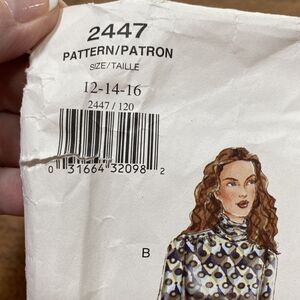 2447
PATTERN/PATRON
SIZE/TAILLE
12-14-16
2447 / 120
0 31664 32098 2
B